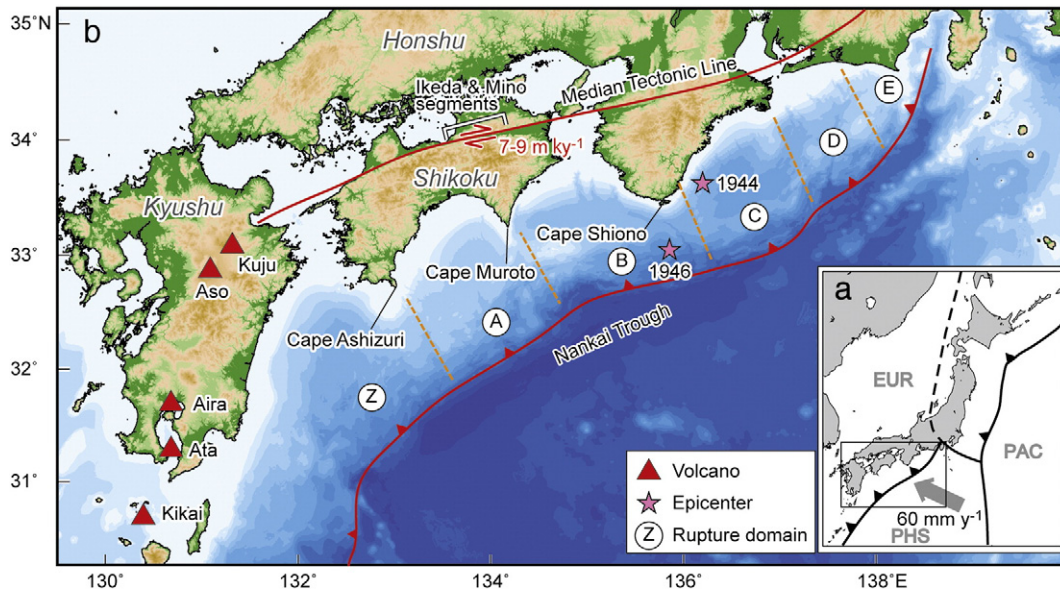 35°N
b
Honshu
Ikeda & Mino
segments
Median Tectonic Line
E
34°
7-9 m ky⁻¹
D
Shikoku
1944
Kyushu
C
33°
Kuju
Cape Shiono
B
Aso
Cape Muroto
1946
a
A
Cape Ashizuri
Nankai Trough
32°
Z
EUR
Aira
Ata
PAC
31°
Volcano
Kikai
Epicenter
60 mm y⁻¹
Z
Rupture domain
PHS
130°
132°
134°
136°
138°E